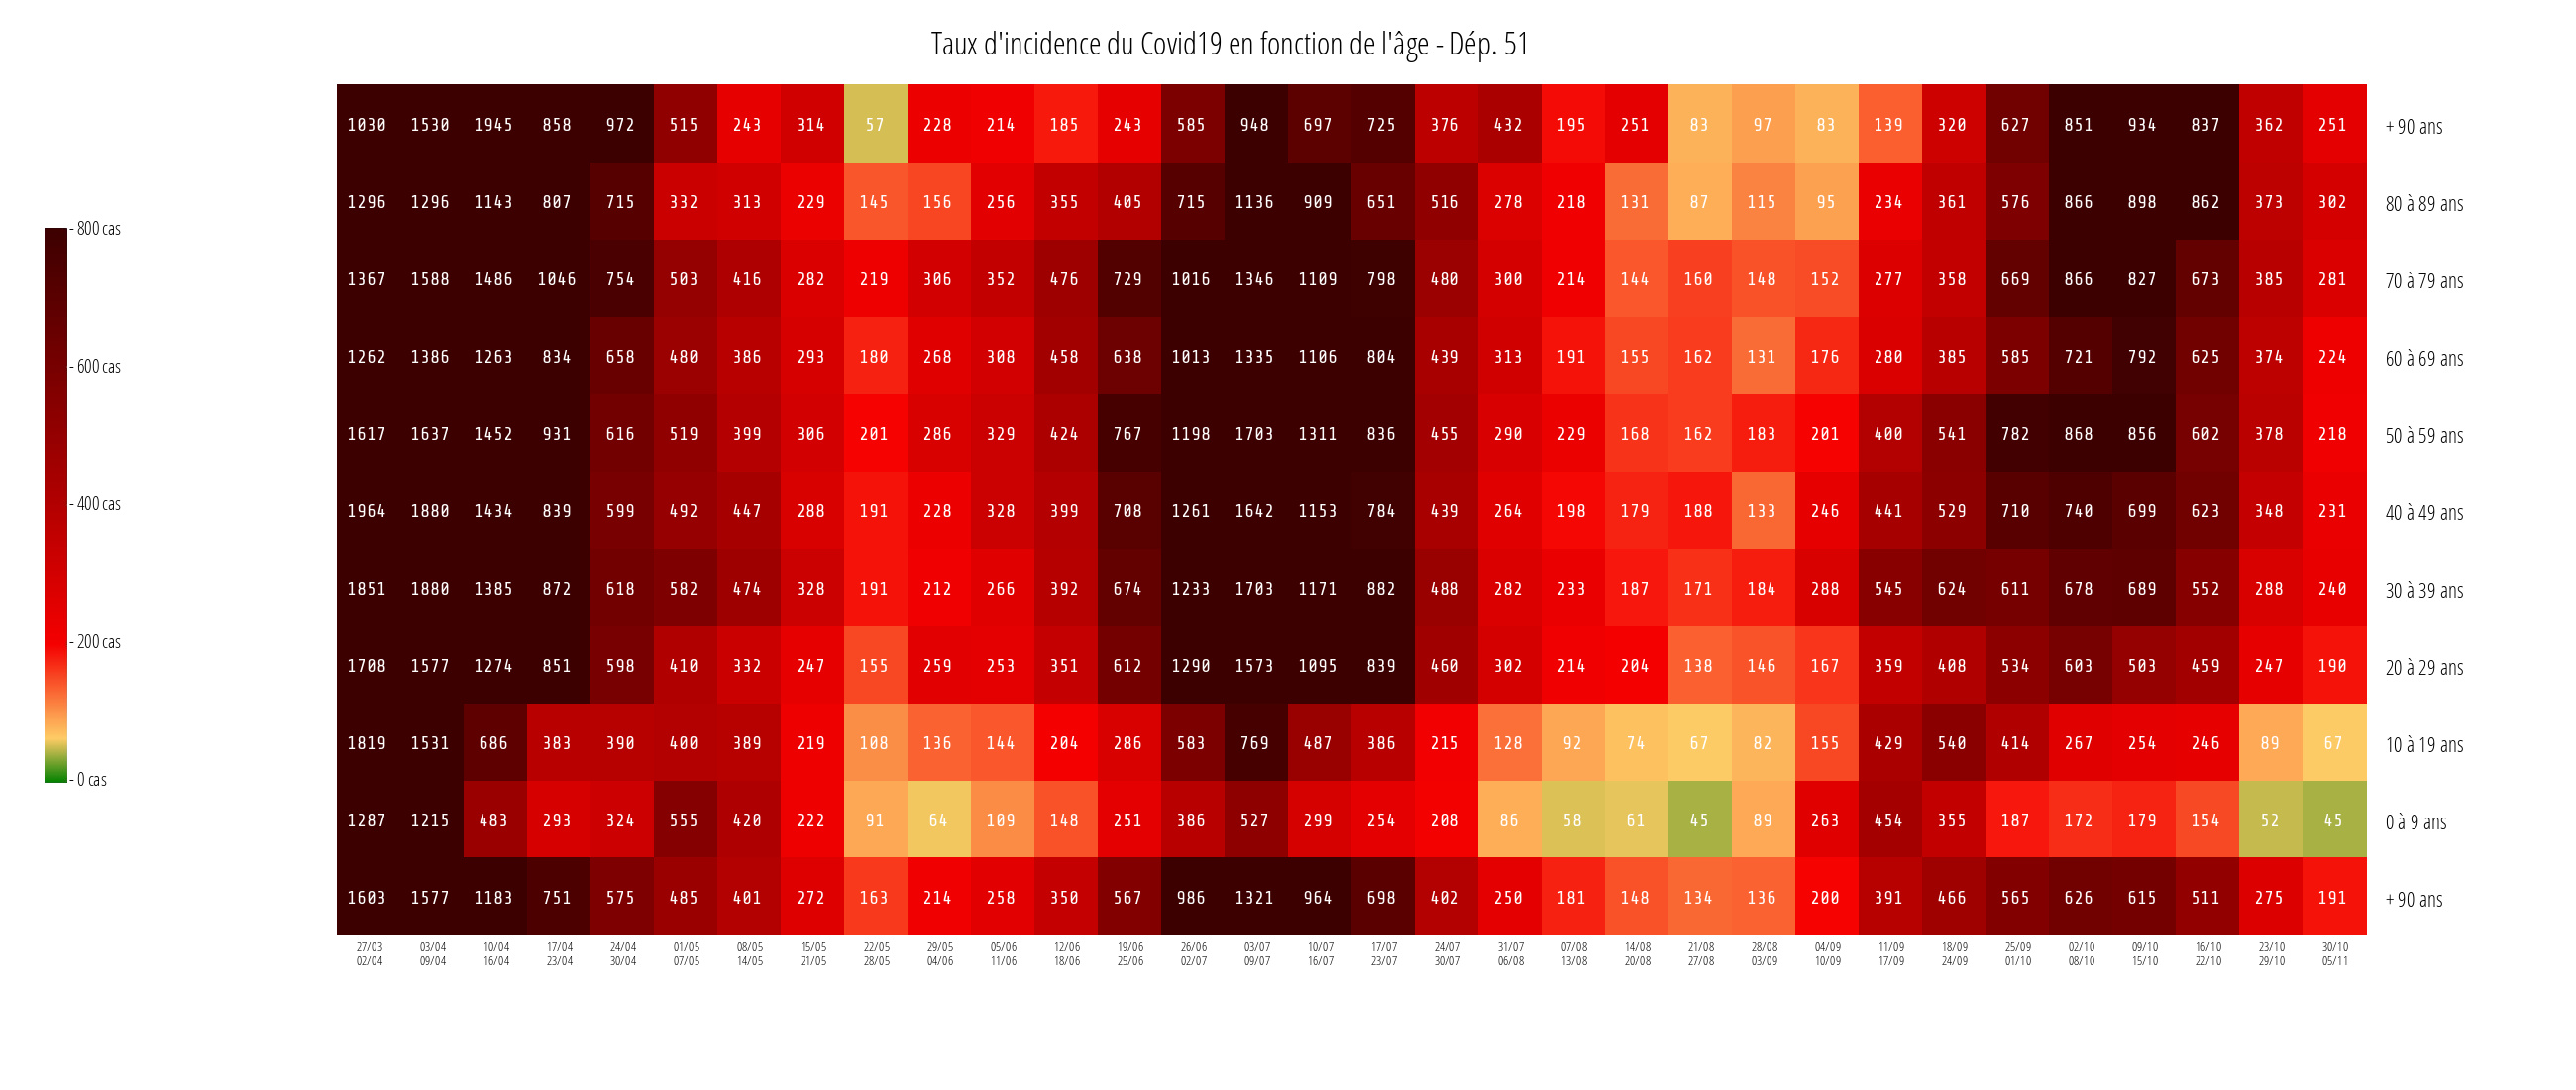 Taux d'incidence du Covid19 en fonction de l'âge - Dép. 51
1030 1530 1945 858 972 515 243 314 57 228 214 185 243 585 948 697 725 376 432 195 251 83 97 83 139 320 627 851 934 837 362 251 + 90 ans
1296 1296 1143 807 715 332 313 229 145 156 256 355 405 715 1136 909 651 516 278 218 131 87 115 95 234 361 576 866 898 862 373 302 80 à 89 ans
1367 1588 1486 1046 754 503 416 282 219 306 352 476 729 1016 1346 1109 798 480 300 214 144 160 148 152 277 358 669 866 827 673 385 281 70 à 79 ans
1262 1386 1263 834 658 480 386 293 180 268 308 458 638 1013 1335 1106 804 439 313 191 155 162 131 176 280 385 585 721 792 625 374 224 60 à 69 ans
1617 1637 1452 931 616 519 399 306 201 286 329 424 767 1198 1703 1311 836 455 290 229 168 162 183 201 400 541 782 868 856 602 378 218 50 à 59 ans
1964 1880 1434 839 599 492 447 288 191 228 328 399 708 1261 1642 1153 784 439 264 198 179 188 133 246 441 529 710 740 699 623 348 231 40 à 49 ans
1851 1880 1385 872 618 582 474 328 191 212 266 392 674 1233 1703 1171 882 488 282 233 187 171 184 288 545 624 611 678 689 552 288 240 30 à 39 ans
1708 1577 1274 851 598 410 332 247 155 259 253 351 612 1290 1573 1095 839 460 302 214 204 138 146 167 359 408 534 603 503 459 247 190 20 à 29 ans
1819 1531 686 383 390 400 389 219 108 136 144 204 286 583 769 487 386 215 128 92 74 67 82 155 429 540 414 267 254 246 89 67 10 à 19 ans
1287 1215 483 293 324 555 420 222 91 64 109 148 251 386 527 299 254 208 86 58 61 45 89 263 454 355 187 172 179 154 52 45 0 à 9 ans
1603 1577 1183 751 575 485 401 272 163 214 258 350 567 986 1321 964 698 402 250 181 148 134 136 200 391 466 565 626 615 511 275 191 + 90 ans
27/03 03/04 10/04 17/04 24/04 01/05 08/05 15/05 22/05 29/05 05/06 12/06 19/06 26/06 03/07 10/07 17/07 24/07 31/07 07/08 14/08 21/08 28/08 04/09 11/09 18/09 25/09 02/10 09/10 16/10 23/10 30/10
02/04 09/04 16/04 23/04 30/04 07/05 14/05 21/05 28/05 04/06 11/06 18/06 25/06 02/07 09/07 16/07 23/07 30/07 06/08 13/08 20/08 27/08 03/09 10/09 17/09 24/09 01/10 08/10 15/10 22/10 29/10 05/11
- 800 cas
- 600 cas
- 400 cas
- 200 cas
- 0 cas